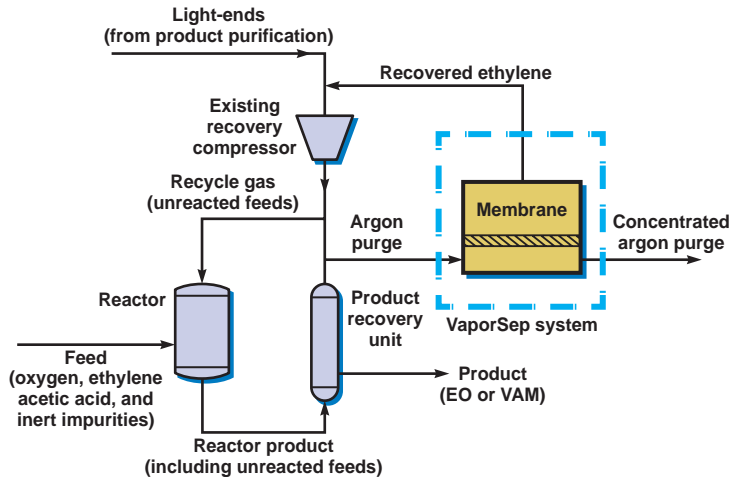 Light-ends
(from product purification)
Recovered ethylene
Existing
recovery
compressor
Recycle gas
(unreacted feeds)
Membrane
Argon
purge
Concentrated
argon purge
Reactor
Product
recovery
unit
VaporSep system
Feed
(oxygen, ethylene
acetic acid, and
inert impurities)
Product
(EO or VAM)
Reactor product
(including unreacted feeds)